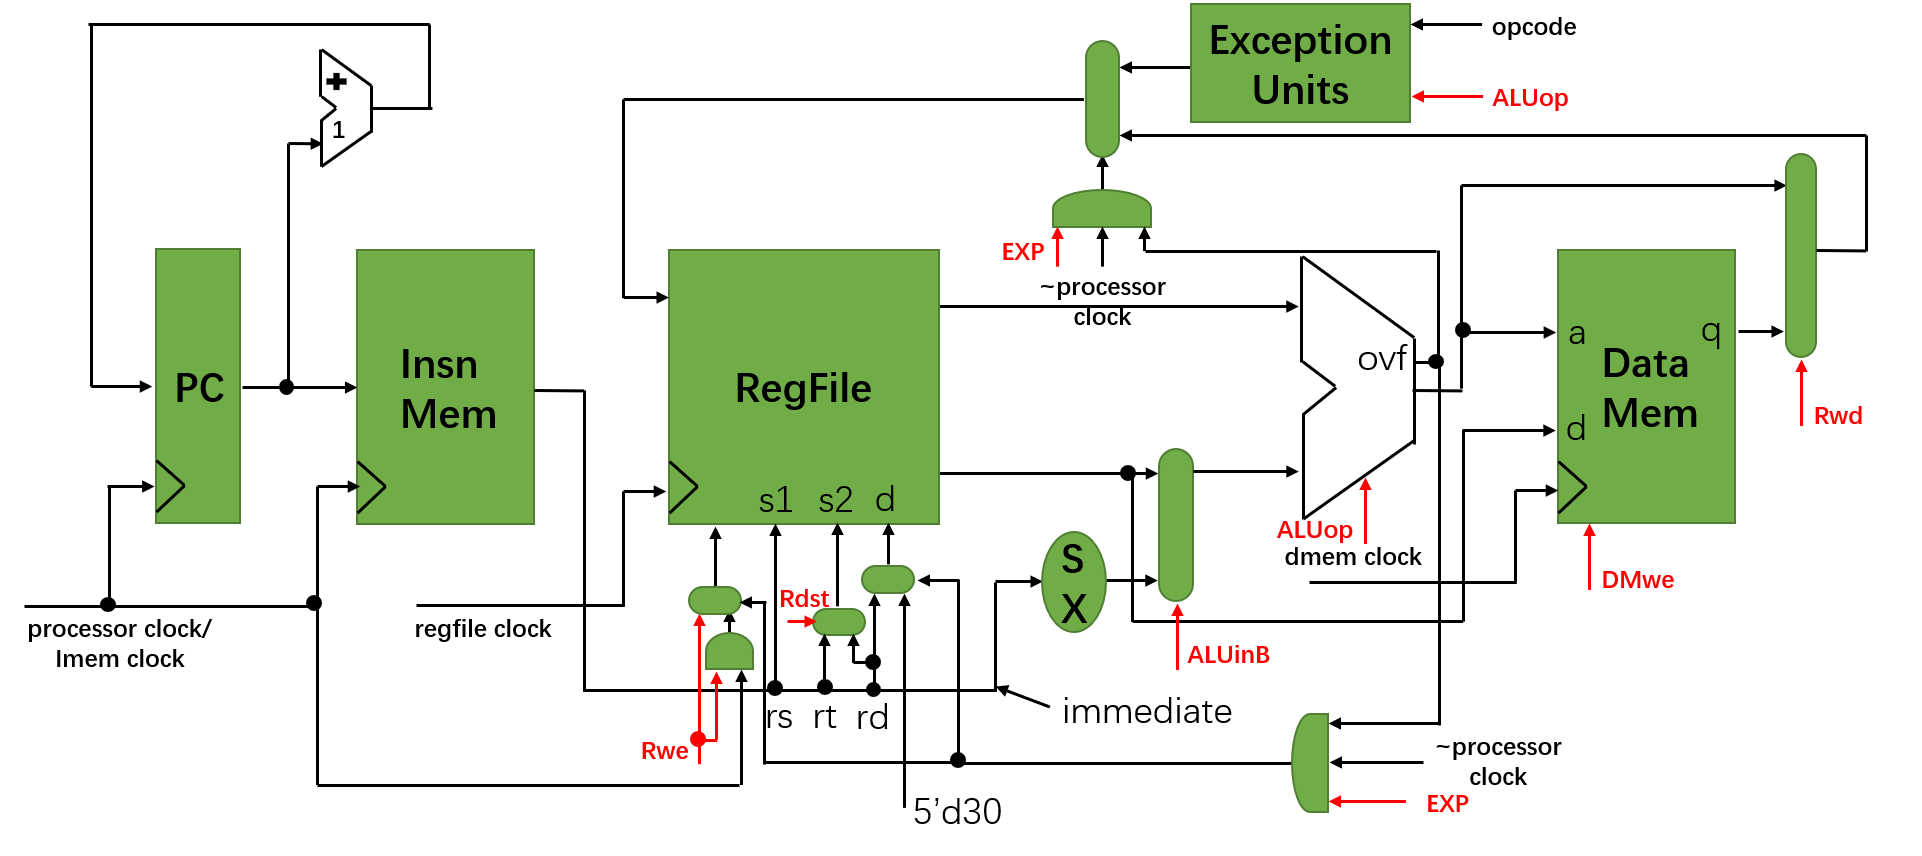 Exception
Units
opcode
ALUop
+
1
EXP
~processor
clock
PC
Insn
Mem
RegFile
s1 s2 d
ovf
a
q
Data
Mem
d
Rwd
ALUop
dmem clock
DMwe
S
X
ALUinB
Rdst
processor clock/
Imem clock
regfile clock
rs rt rd
immediate
Rwe
5'd30
~processor
clock
EXP